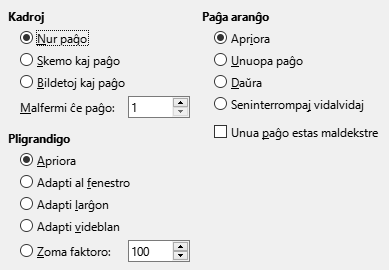 Kadroj
Nur paĝo
Skemo kaj paĝo
Bildetoj kaj paĝo
Malfermi ĉe paĝo: 1
Pligrandigo
Apriora
Adapti al fenestro
Adapti larĝon
Adapti videblan
Zoma faktoro: 100
Paĝa aranĝo
Apriora
Unuopa paĝo
Daŭra
Seninterrompaj vidalvidaj
Unua paĝo estas maldekstre